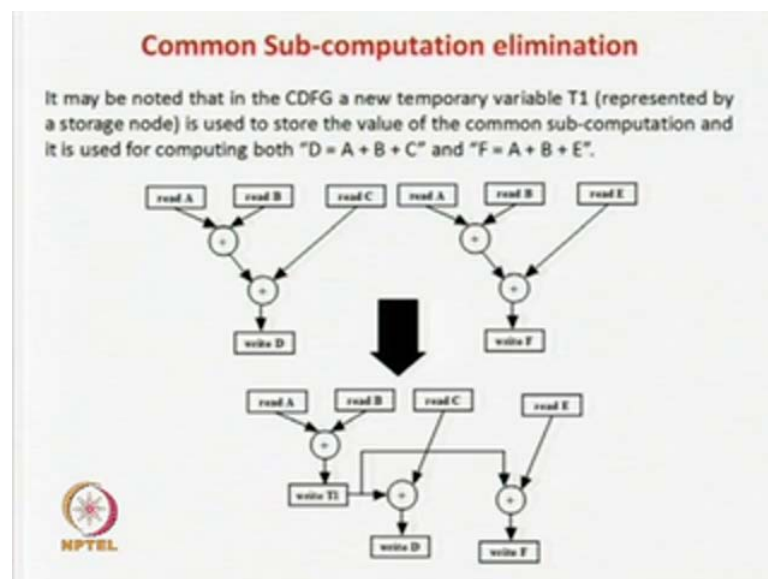 Common Sub-computation elimination
It may be noted that in the CDFG a new temporary variable T1 (represented by
a storage node) is used to store the value of the common sub-computation and
it is used for computing both "D = A + B + C" and "F = A + B + E".
read A read B read C read A read B read E
+ +
+ +
write D write F
read A read B read C read E
+
write T1 + +
write D write F
NPTEL